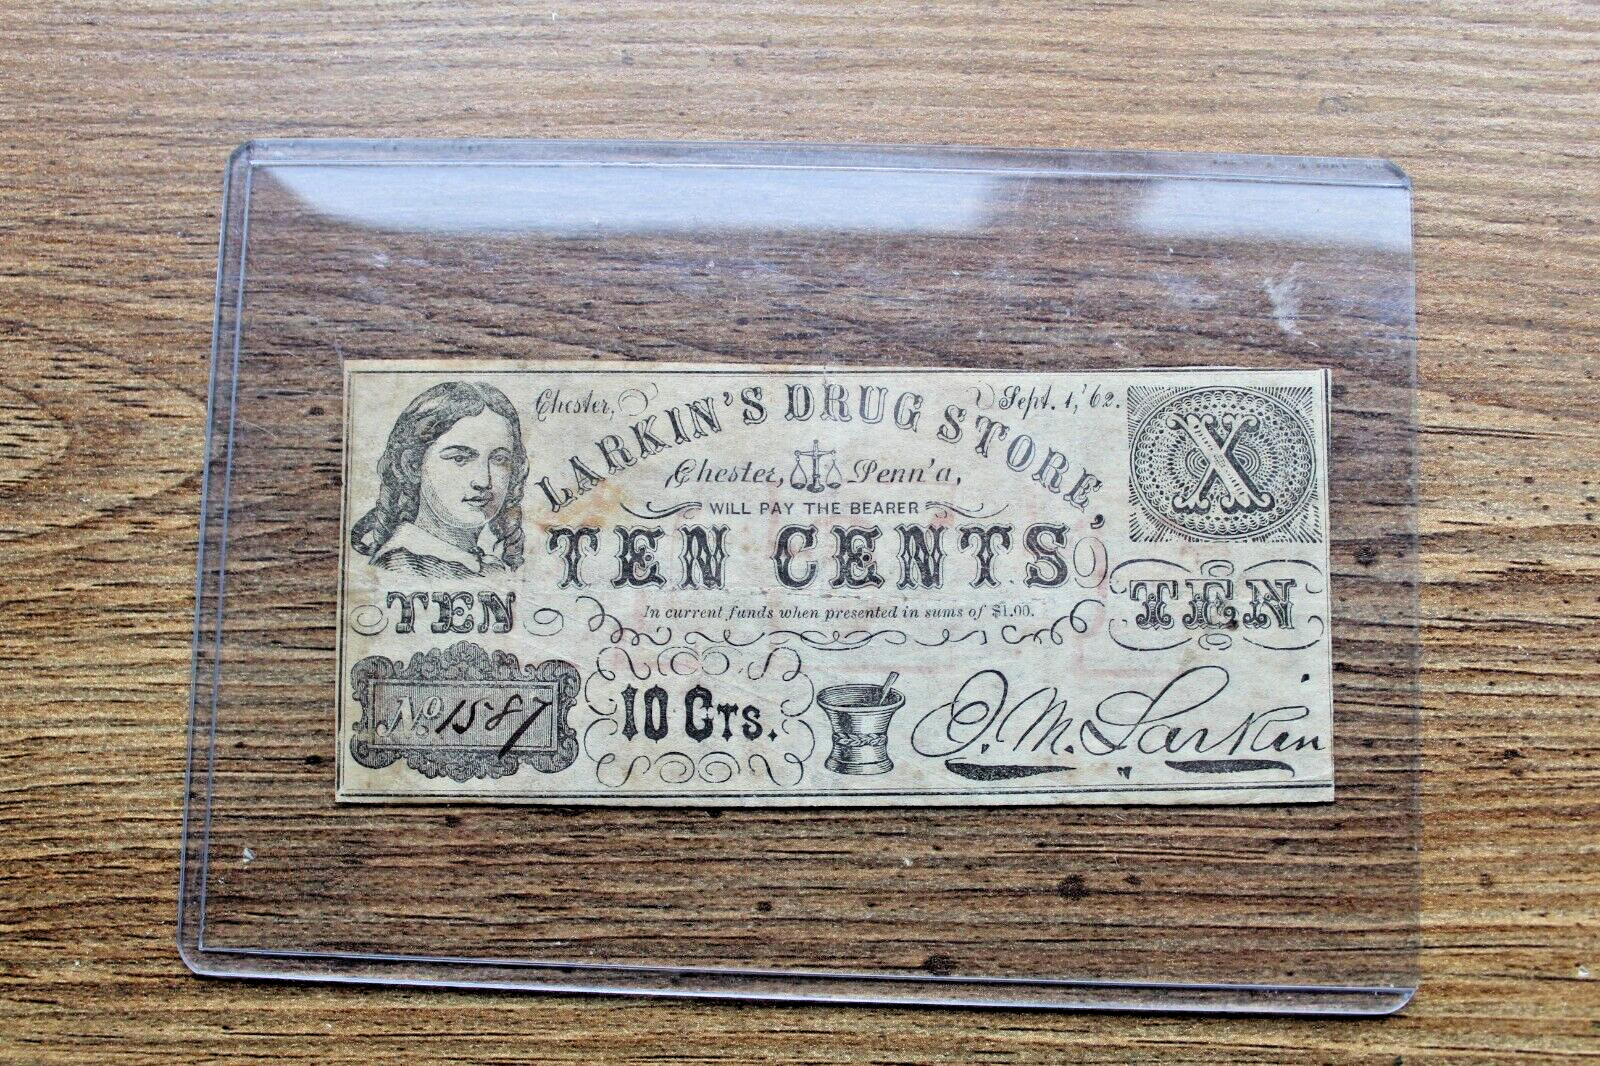 Chester, Sept. 1, '62.
LARKIN'S DRUG STORE,
Chester, Penn'a,
WILL PAY THE BEARER
TEN CENTS
In current funds when presented in sums of $1.00.
X
TEN
TEN
No 1587
10 CTS.
J. M. Larkin